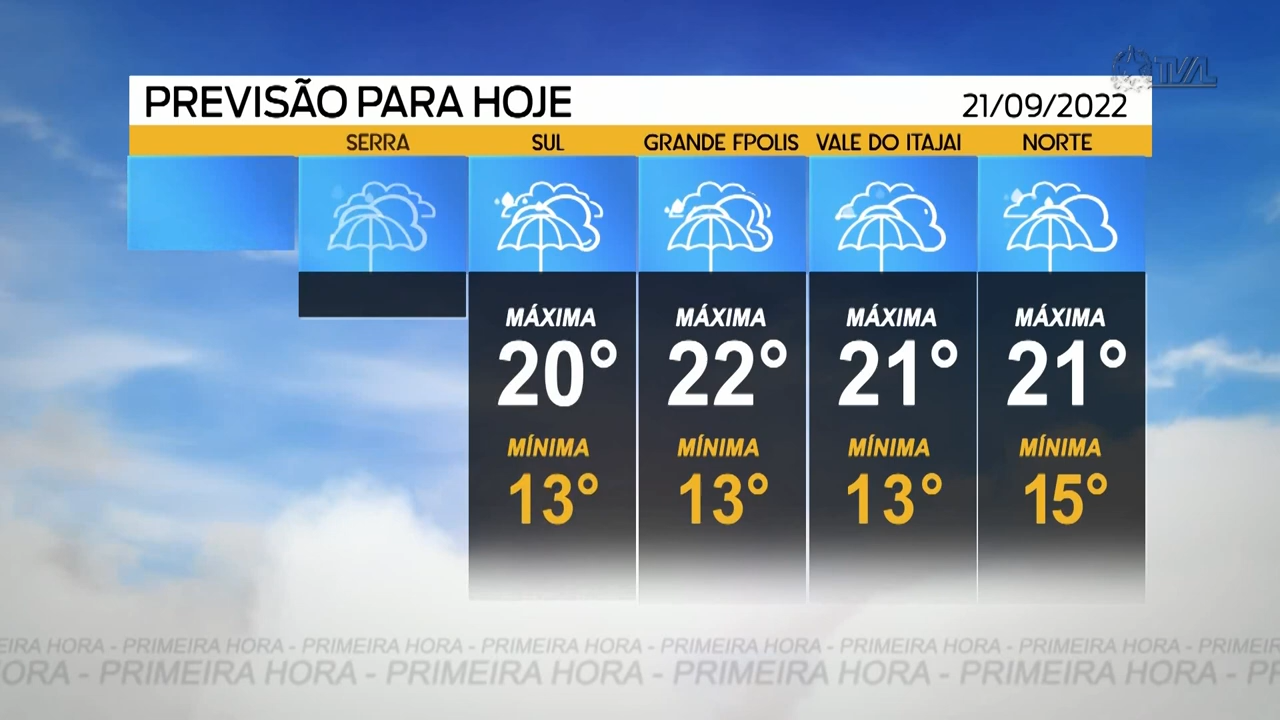 TVAL
PREVISÃO PARA HOJE
21/09/2022
SERRA SUL GRANDE FPOLIS VALE DO ITAJAI NORTE
MÁXIMA MÁXIMA MÁXIMA MÁXIMA
20° 22° 21° 21°
MÍNIMA MÍNIMA MÍNIMA MÍNIMA
13° 13° 13° 15°
EIRA HORA - PRIMEIRA HORA - PRIMEIRA HORA - PRIMEIRA HORA - PRIMEIRA HORA - PRIMEIRA HORA - PRIMEIRA HORA - PRIMEIR
HORA - PRIMEIRA HORA - PRIMEIRA HORA - PRIMEIRA HORA - PRIMEIRA HORA - PRIMEIRA HORA - P